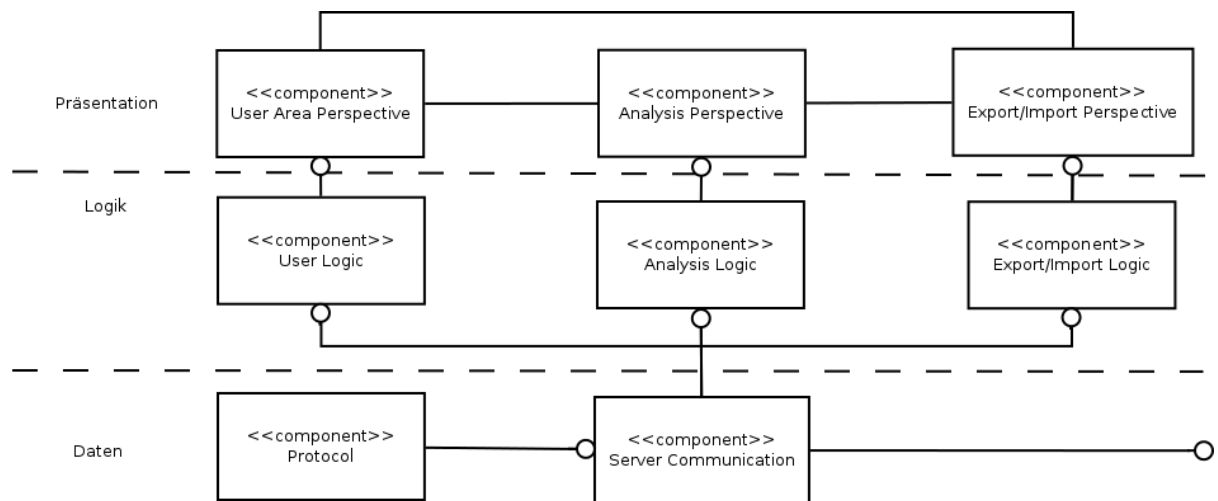 Präsentation
<<component>>
User Area Perspective
<<component>>
Analysis Perspective
<<component>>
Export/Import Perspective
Logik
<<component>>
User Logic
<<component>>
Analysis Logic
<<component>>
Export/Import Logic
Daten
<<component>>
Protocol
<<component>>
Server Communication